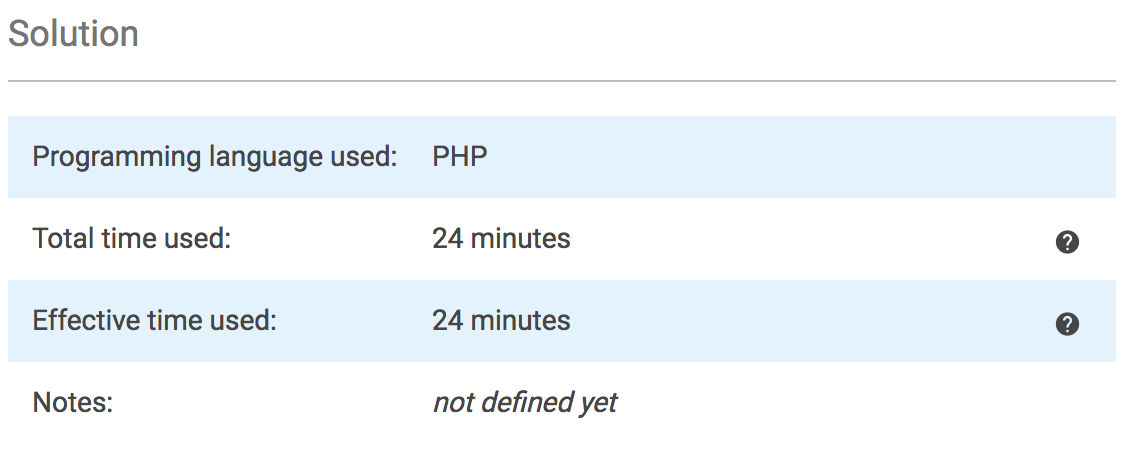 Solution
Programming language used: PHP
Total time used: 24 minutes
Effective time used: 24 minutes
Notes: not defined yet